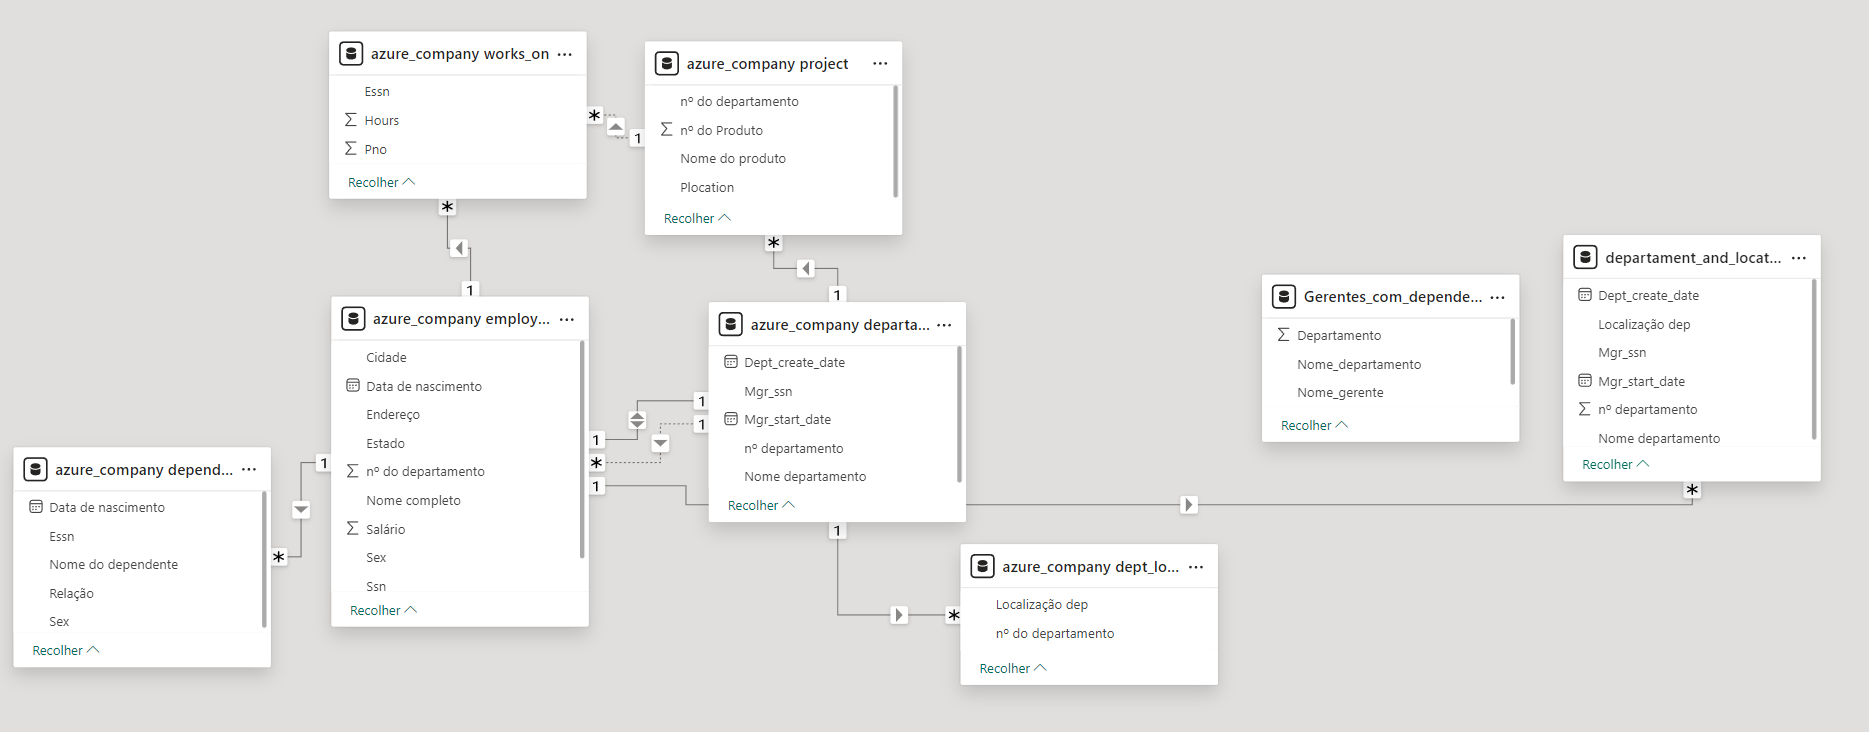 azure_company works_on
Essn
Hours
Pno
Recolher
azure_company project
nº do departamento
nº do Produto
Nome do produto
Plocation
Recolher
*
1
*
1
*
1
azure_company employ...
Cidade
Data de nascimento
Endereço
Estado
nº do departamento
Nome completo
Salário
Sex
Ssn
Recolher
azure_company departa...
Dept_create_date
Mgr_ssn
Mgr_start_date
nº departamento
Nome departamento
Recolher
1
1
1
*
1
1
*
azure_company depend...
Data de nascimento
Essn
Nome do dependente
Relação
Sex
Recolher
azure_company dept_lo...
Localização dep
nº do departamento
Recolher
1
*
Gerentes_com_depende...
Departamento
Nome_departamento
Nome_gerente
Recolher
departament_and_locat...
Dept_create_date
Localização dep
Mgr_ssn
Mgr_start_date
nº departamento
Nome departamento
Recolher
*